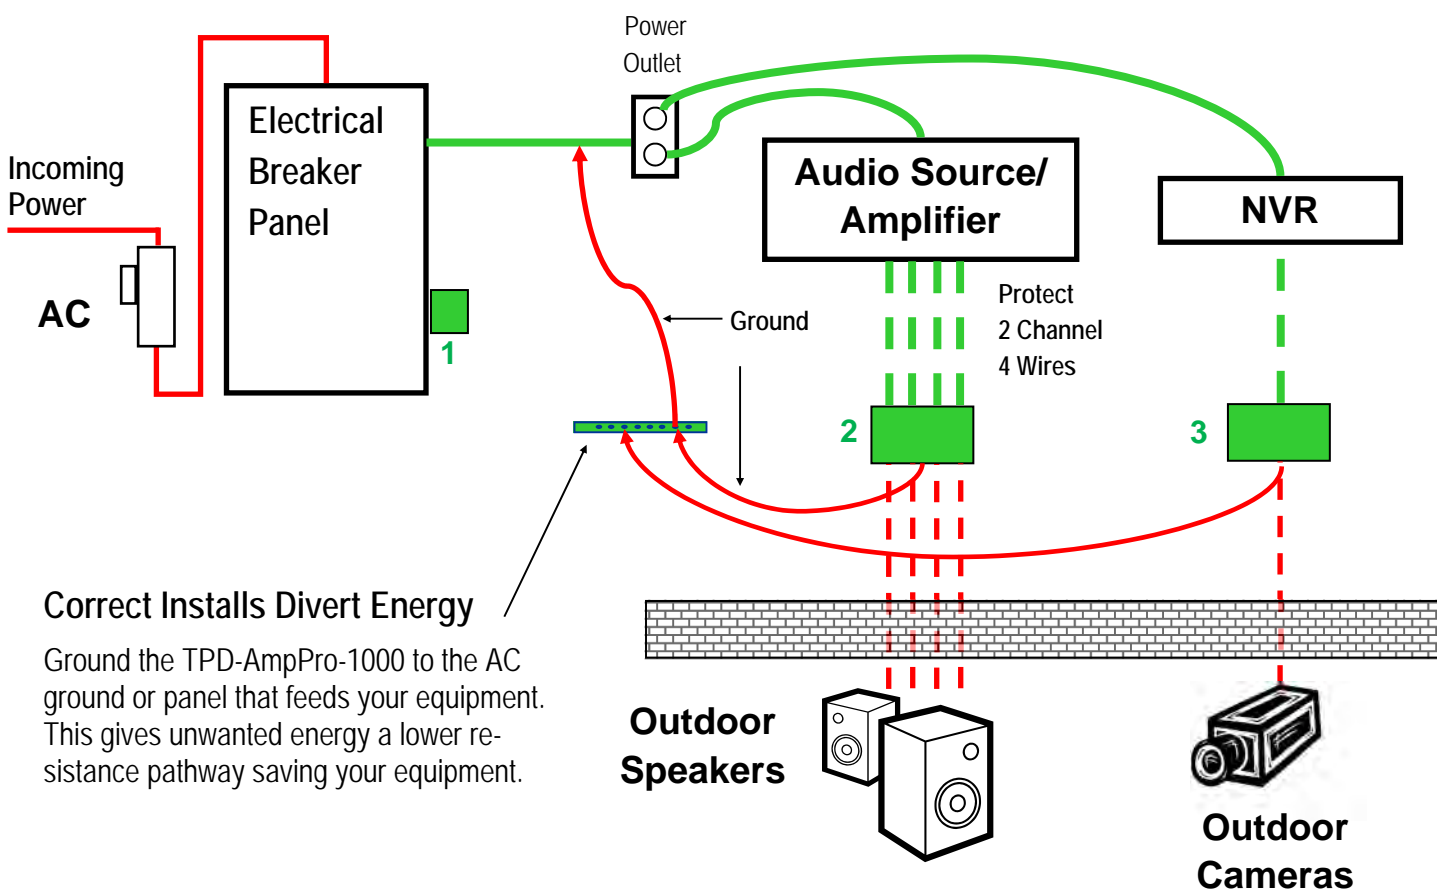 Power
Outlet
Electrical
Breaker
Panel
Incoming
Power
AC
1
Audio Source/
Amplifier
NVR
Protect
2 Channel
4 Wires
Ground
2
3
Correct Installs Divert Energy
Ground the TPD-AmpPro-1000 to the AC
ground or panel that feeds your equipment.
This gives unwanted energy a lower re-
sistance pathway saving your equipment.
Outdoor
Speakers
Outdoor
Cameras